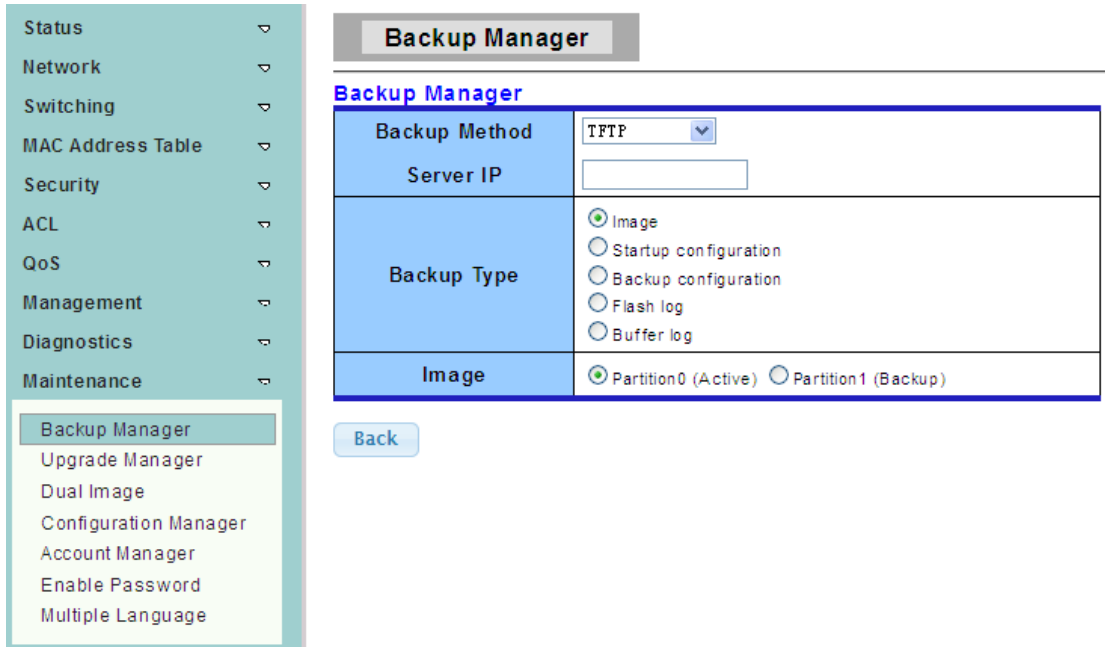 Status
Network
Switching
MAC Address Table
Security
ACL
QoS
Management
Diagnostics
Maintenance
Backup Manager
Upgrade Manager
Dual Image
Configuration Manager
Account Manager
Enable Password
Multiple Language
Backup Manager
Backup Manager
Backup Method TFTP
Server IP
Backup Type
Image
Startup configuration
Backup configuration
Flash log
Buffer log
Image Partition0 (Active) Partition1 (Backup)
Back